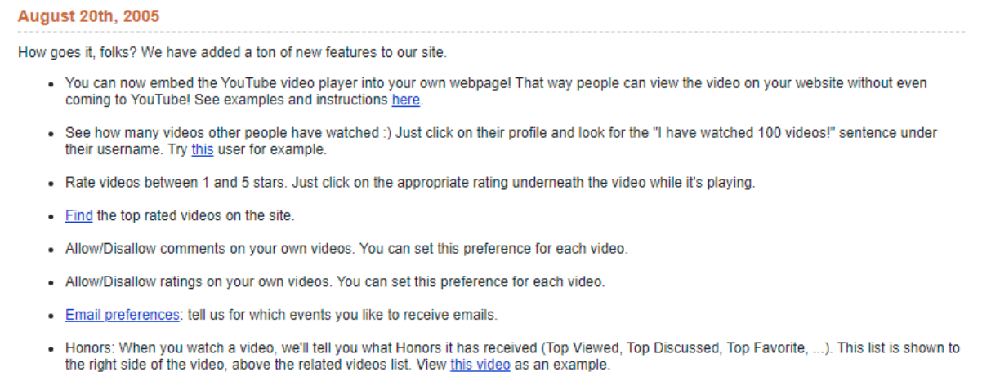 August 20th, 2005
How goes it, folks? We have added a ton of new features to our site.
• You can now embed the YouTube video player into your own webpage! That way people can view the video on your website without even
coming to YouTube! See examples and instructions here.
• See how many videos other people have watched :) Just click on their profile and look for the "I have watched 100 videos!" sentence under
their username. Try this user for example.
• Rate videos between 1 and 5 stars. Just click on the appropriate rating underneath the video while it's playing.
• Find the top rated videos on the site.
• Allow/Disallow comments on your own videos. You can set this preference for each video.
• Allow/Disallow ratings on your own videos. You can set this preference for each video.
• Email preferences: tell us for which events you like to receive emails.
• Honors: When you watch a video, we'll tell you what Honors it has received (Top Viewed, Top Discussed, Top Favorite, ...). This list is shown to
the right side of the video, above the related videos list. View this video as an example.